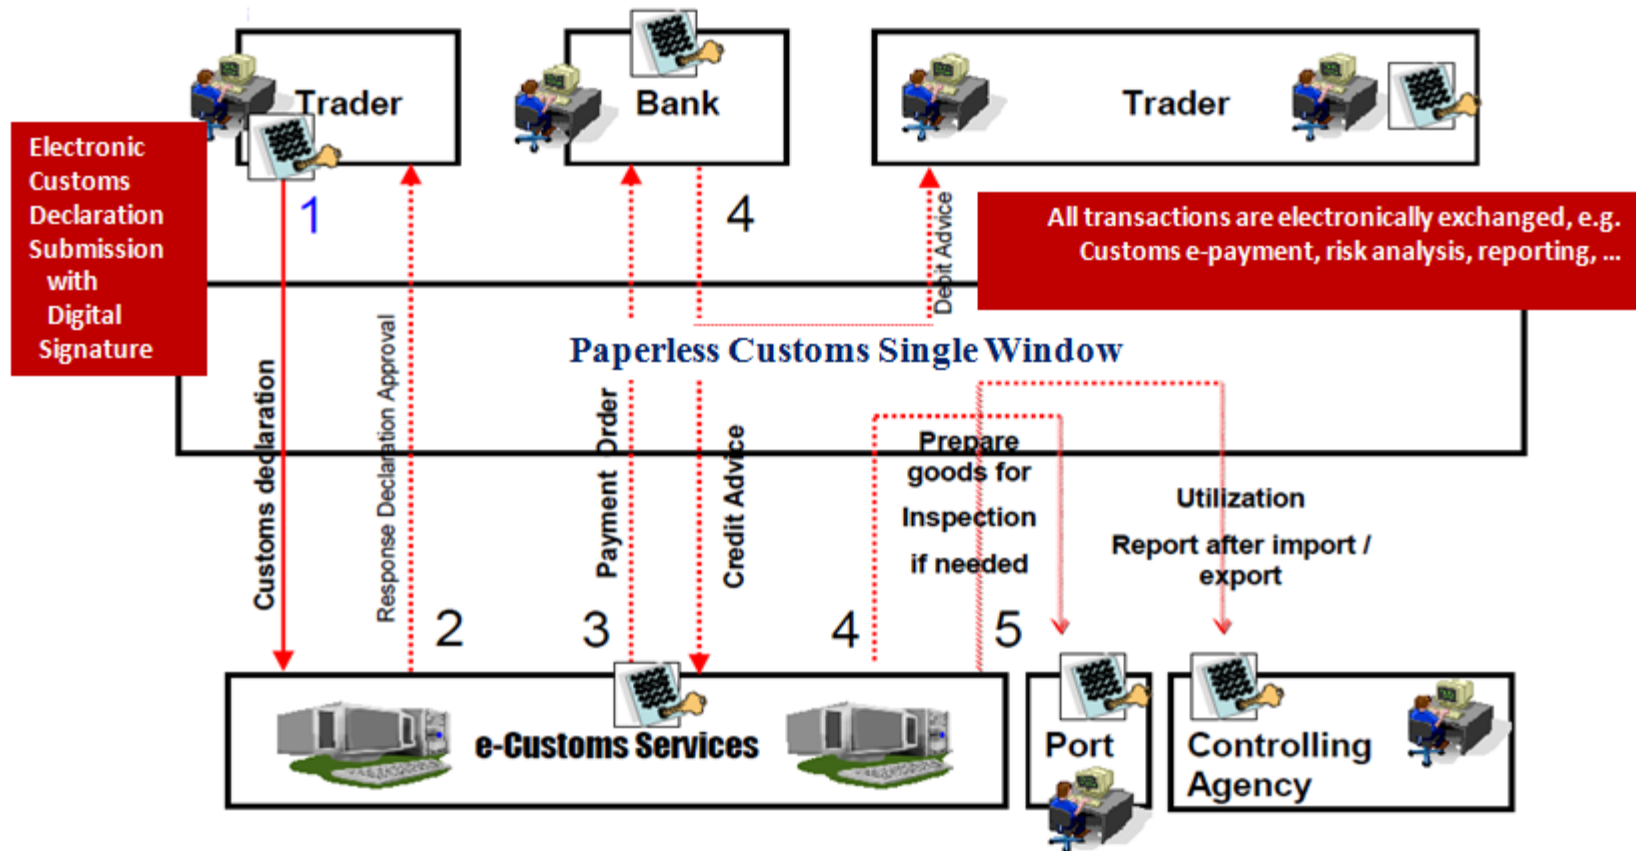 Trader
Bank
Trader
Electronic
Customs
Declaration
Submission
with
Digital
Signature
1
4
Debit Advice
All transactions are electronically exchanged, e.g.
Customs e-payment, risk analysis, reporting, ...
Paperless Customs Single Window
Customs declaration
Response Declaration Approval
Payment Order
Credit Advice
Prepare
goods for
Inspection
if needed
Utilization
Report after import /
export
2
3
4
5
e-Customs Services
Port
Controlling
Agency